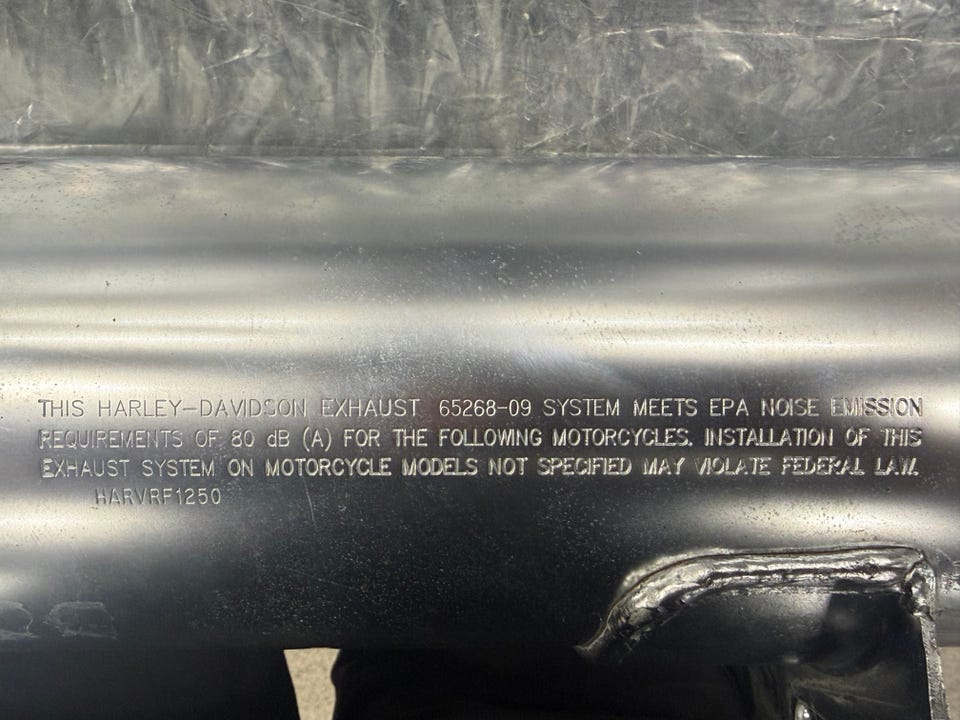 THIS HARLEY-DAVIDSON EXHAUST 65268-09 SYSTEM MEETS EPA NOISE EMISSION
REQUIREMENTS OF 80 dB (A) FOR THE FOLLOWING MOTORCYCLES. INSTALLATION OF THIS
EXHAUST SYSTEM ON MOTORCYCLE MODELS NOT SPECIFIED MAY VIOLATE FEDERAL LAW.
HARVRF1250